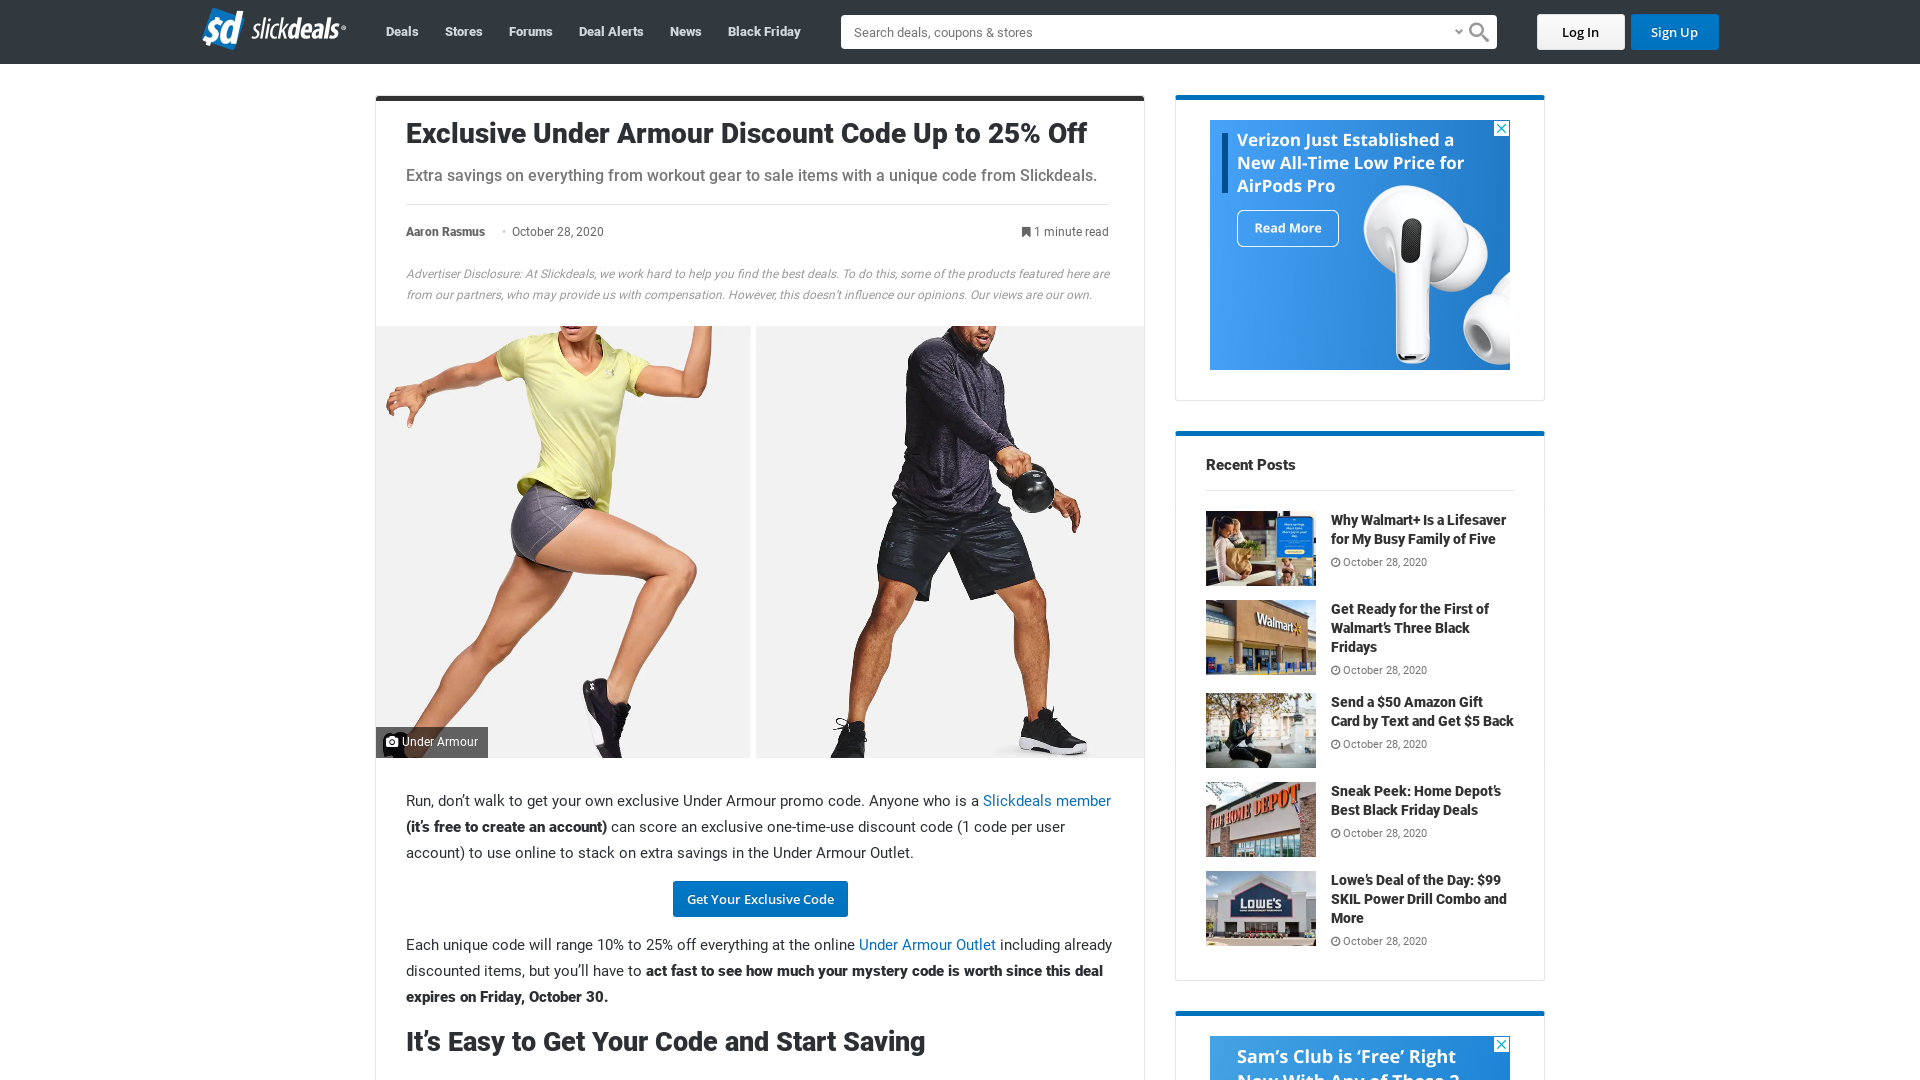 $d slickdeals®
Deals Stores Forums Deal Alerts News Black Friday
Search deals, coupons & stores
Log In Sign Up
Exclusive Under Armour Discount Code Up to 25% Off
Extra savings on everything from workout gear to sale items with a unique code from Slickdeals.
Aaron Rasmus • October 28, 2020
1 minute read
Advertiser Disclosure: At Slickdeals, we work hard to help you find the best deals. To do this, some of the products featured here are
from our partners, who may provide us with compensation. However, this doesn’t influence our opinions. Our views are our own.
Under Armour
Run, don’t walk to get your own exclusive Under Armour promo code. Anyone who is a Slickdeals member
(it’s free to create an account) can score an exclusive one-time-use discount code (1 code per user
account) to use online to stack on extra savings in the Under Armour Outlet.
Get Your Exclusive Code
Each unique code will range 10% to 25% off everything at the online Under Armour Outlet including already
discounted items, but you’ll have to act fast to see how much your mystery code is worth since this deal
expires on Friday, October 30.
It’s Easy to Get Your Code and Start Saving
Verizon Just Established a
New All-Time Low Price for
AirPods Pro
Read More
Recent Posts
Why Walmart+ Is a Lifesaver
for My Busy Family of Five
October 28, 2020
Walmart
Get Ready for the First of
Walmart’s Three Black
Fridays
October 28, 2020
Send a $50 Amazon Gift
Card by Text and Get $5 Back
October 28, 2020
THE HOME DEPOT
Sneak Peek: Home Depot’s
Best Black Friday Deals
October 28, 2020
LOWE'S
Lowe’s Deal of the Day: $99
SKIL Power Drill Combo and
More
October 28, 2020
Sam’s Club is ‘Free’ Right
Now With Any of These 3